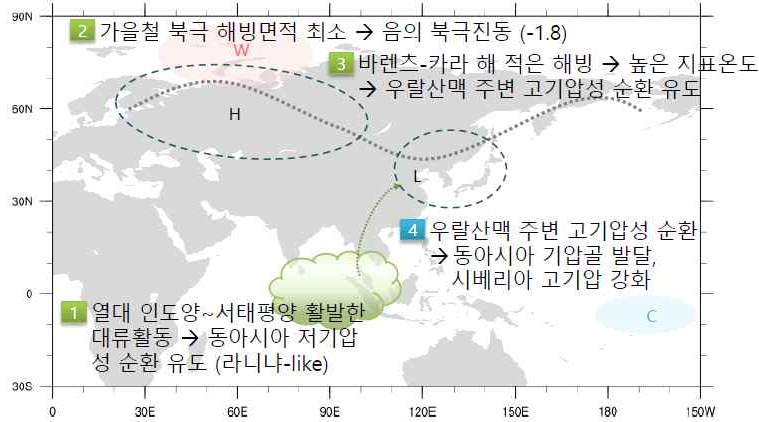 90N
2 가을철 북극 해빙면적 최소 → 음의 북극진동 (-1.8)
W
3 바렌츠-카라 해 적은 해빙 → 높은 지표온도
→ 우랄산맥 주변 고기압성 순환 유도
60N
H
L
30N
4 우랄산맥 주변 고기압성 순환
→ 동아시아 기압골 발달,
시베리아 고기압 강화
0
1 열대 인도양~서태평양 활발한
대류활동 → 동아시아 저기압
성 순환 유도 (라니냐-like)
C
30S
0 30E 60E 90E 120E 150E 180 150W